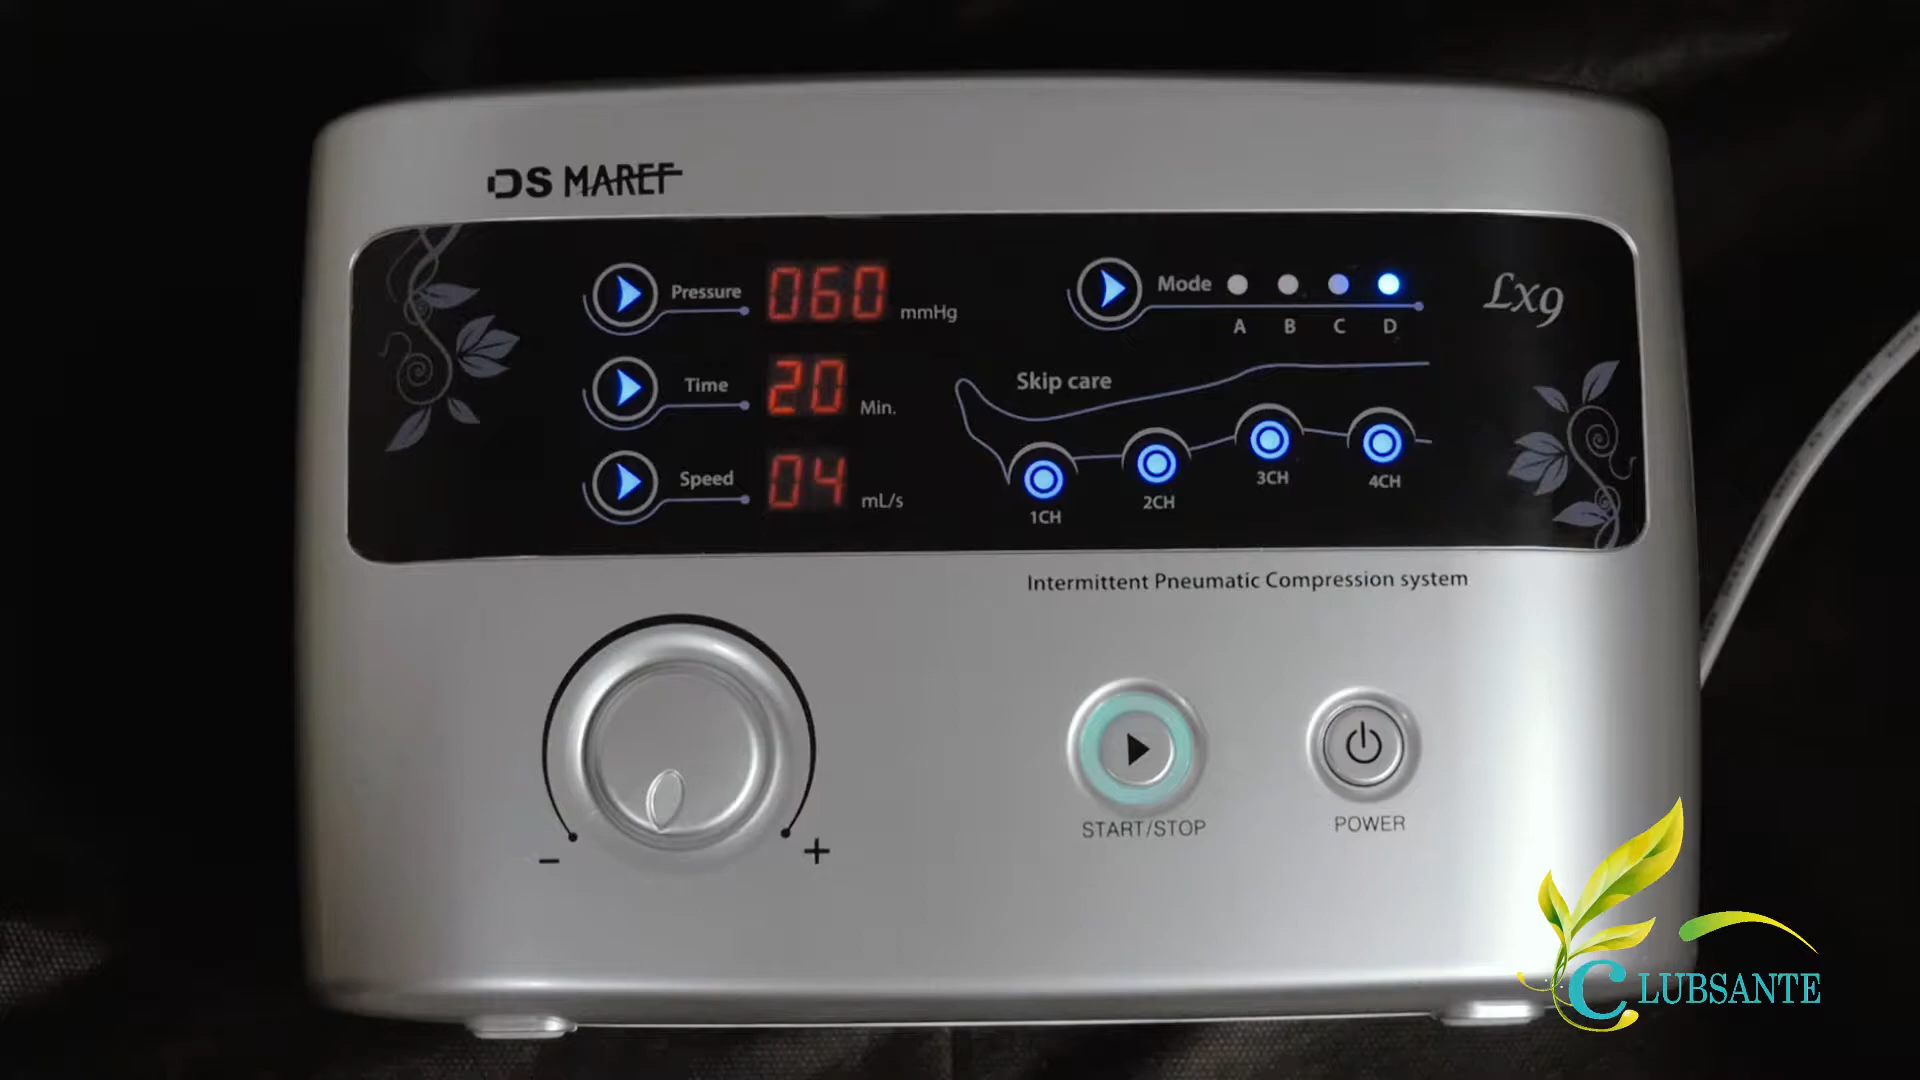 DS MAREF
Pressure 060 mmHg
Time 20 Min.
Speed 04 mL/s
Mode
A B C D
Lx9
Skip care
1CH 2CH 3CH 4CH
Intermittent Pneumatic Compression system
− +
START/STOP
POWER
CLUBSANTE